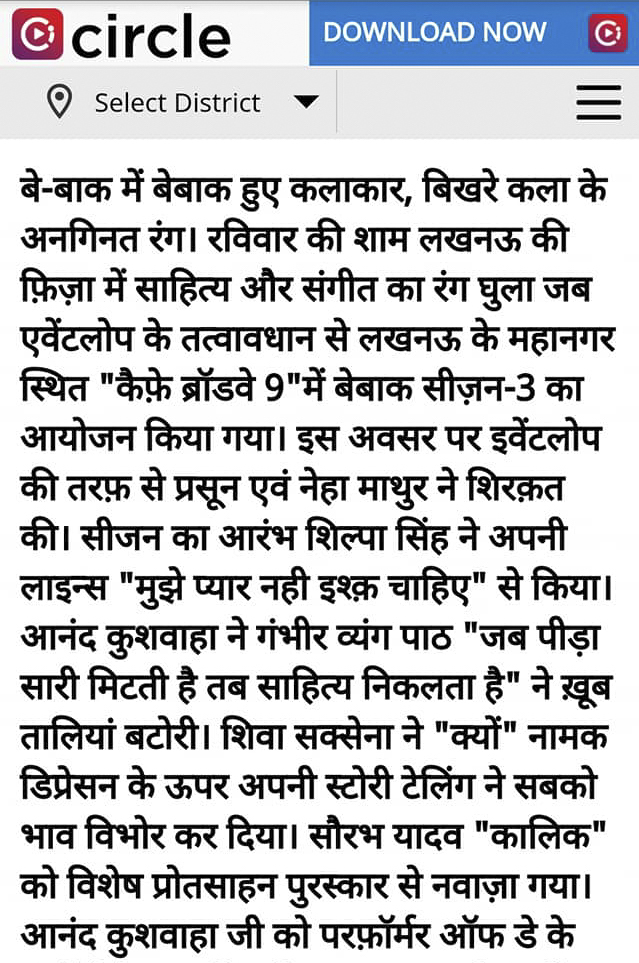 circle
DOWNLOAD NOW
Select District
बे-बाक में बेबाक हुए कलाकार, बिखरे कला के
अनगिनत रंग। रविवार की शाम लखनऊ की
फ़िज़ा में साहित्य और संगीत का रंग घुला जब
एवेंटलोप के तत्वावधान से लखनऊ के महानगर
स्थित "कैफ़े ब्रॉडवे 9"में बेबाक सीज़न-3 का
आयोजन किया गया। इस अवसर पर इवेंटलोप
की तरफ़ से प्रसून एवं नेहा माथुर ने शिरक़त
की। सीजन का आरंभ शिल्पा सिंह ने अपनी
लाइन्स "मुझे प्यार नही इश्क़ चाहिए" से किया।
आनंद कुशवाहा ने गंभीर व्यंग पाठ "जब पीड़ा
सारी मिटती है तब साहित्य निकलता है" ने ख़ूब
तालियां बटोरी। शिवा सक्सेना ने "क्यों" नामक
डिप्रेसन के ऊपर अपनी स्टोरी टेलिंग ने सबको
भाव विभोर कर दिया। सौरभ यादव "कालिक"
को विशेष प्रोतसाहन पुरस्कार से नवाज़ा गया।
आनंद कुशवाहा जी को परफ़ॉर्मर ऑफ डे के